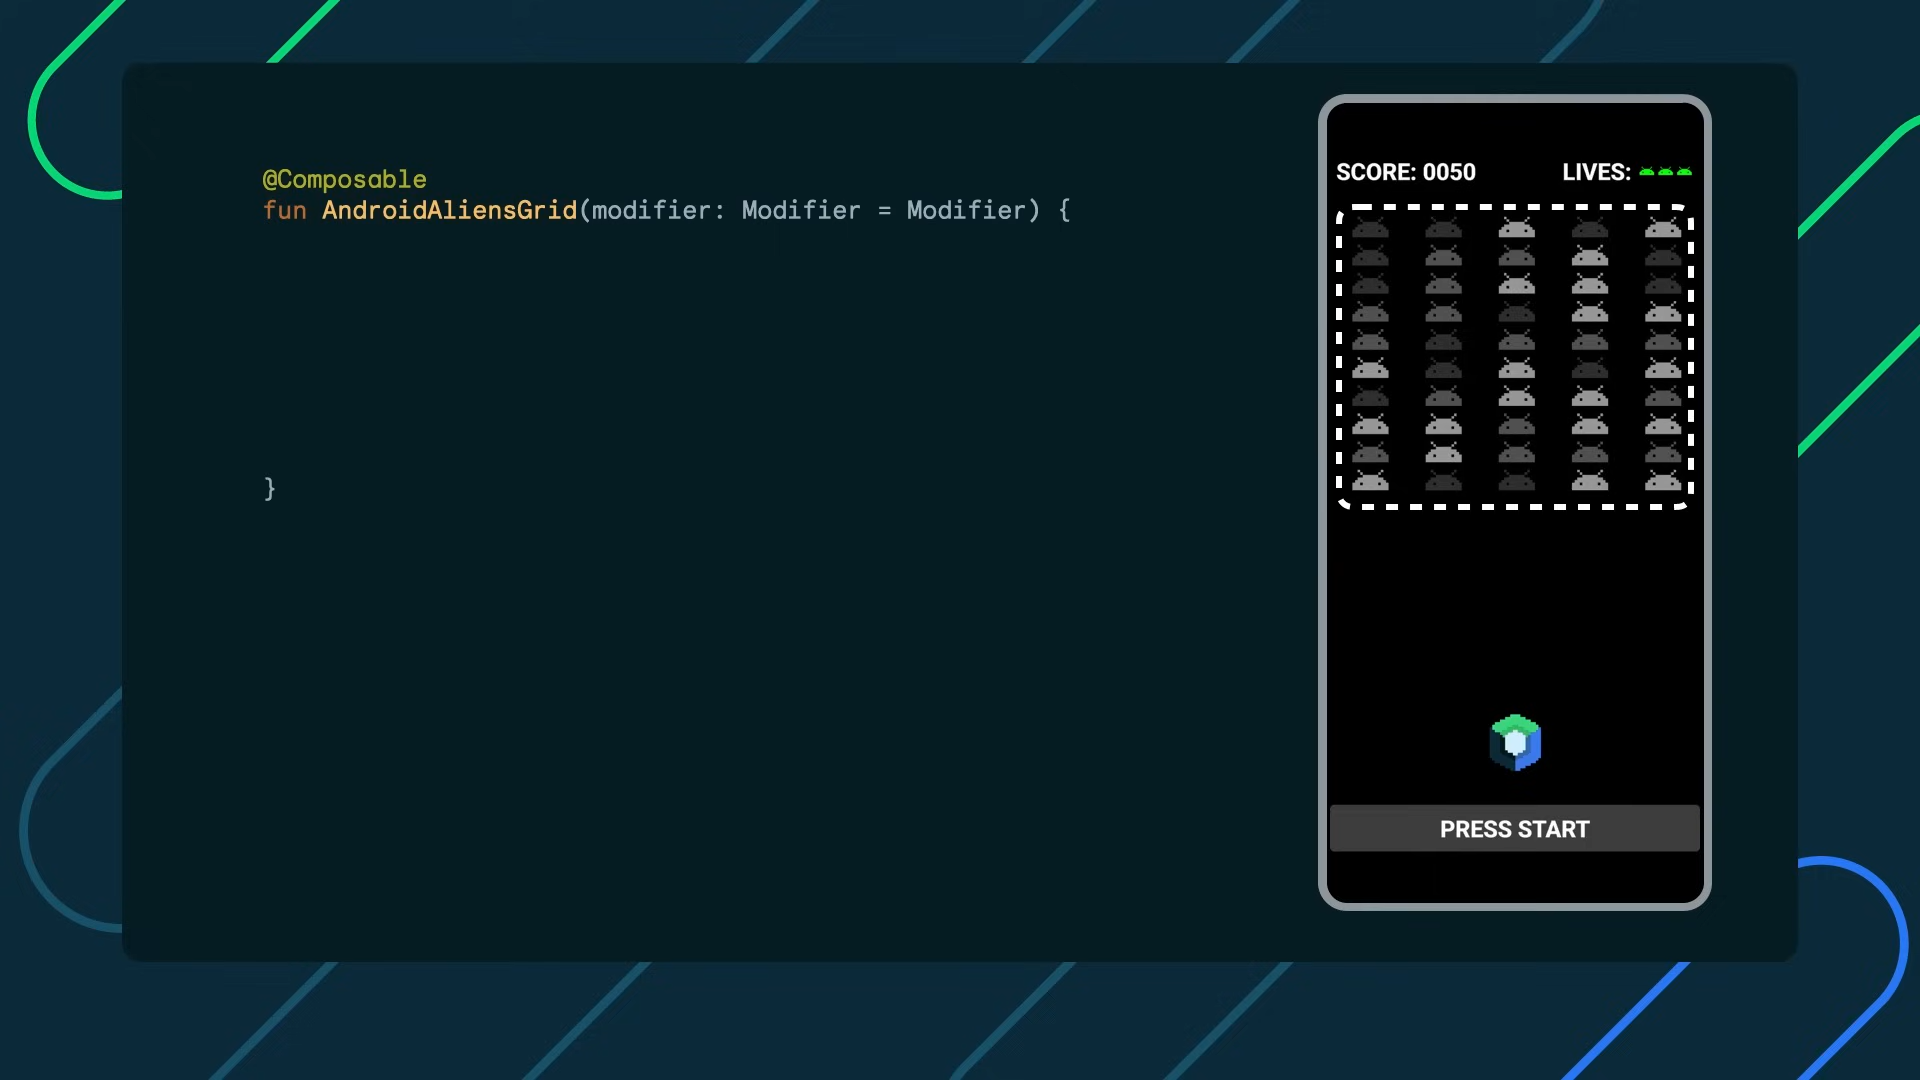 @Composable
fun AndroidAliensGrid(modifier: Modifier = Modifier) {
}
SCORE: 0050
LIVES:
PRESS START